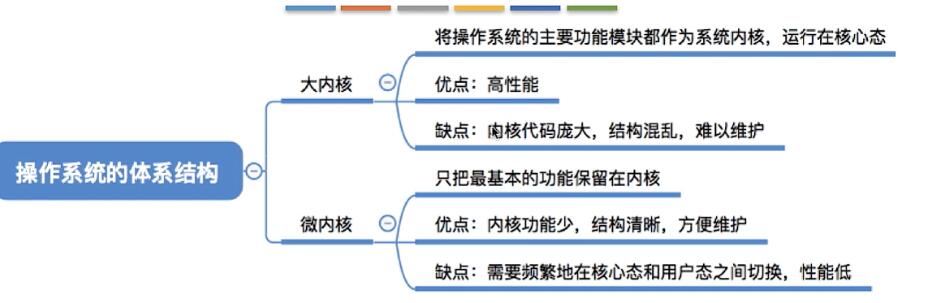 操作系统的体系结构
大内核
将操作系统的主要功能模块都作为系统内核，运行在核心态
优点：高性能
缺点：内核代码庞大，结构混乱，难以维护
微内核
只把最基本的功能保留在内核
优点：内核功能少，结构清晰，方便维护
缺点：需要频繁地在核心态和用户态之间切换，性能低